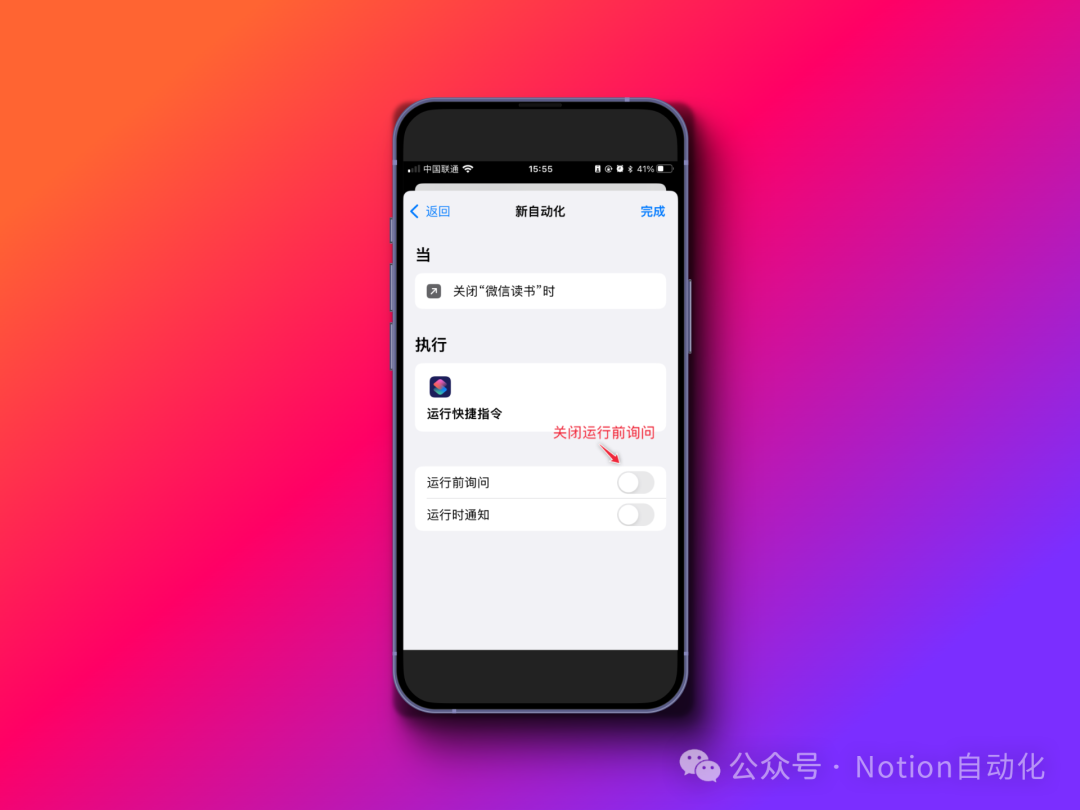 中国联通
15:55
41%
返回
新自动化
完成
当
关闭“微信读书”时
执行
运行快捷指令
关闭运行前询问
运行前询问
运行时通知
公众号 · Notion自动化